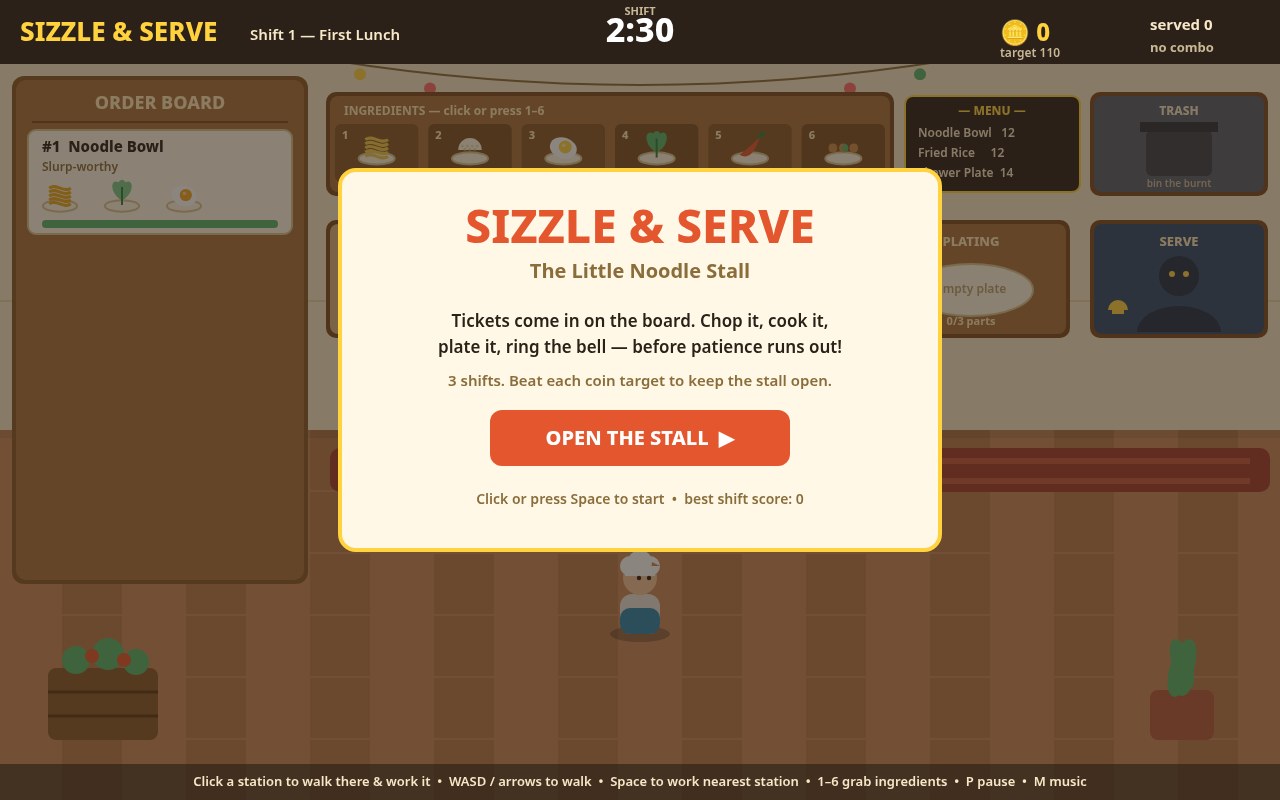 SIZZLE & SERVE
Shift 1 — First Lunch
SHIFT
2:30
🪙 0
target 110
served 0
no combo
ORDER BOARD
#1 Noodle Bowl
Slurp-worthy
INGREDIENTS — click or press 1–6
1 2 3 4 5 6
— MENU —
Noodle Bowl 12
Fried Rice 12
ower Plate 14
TRASH
bin the burnt
PLATING
mpty plate
0/3 parts
SERVE
SIZZLE & SERVE
The Little Noodle Stall
Tickets come in on the board. Chop it, cook it,
plate it, ring the bell — before patience runs out!
3 shifts. Beat each coin target to keep the stall open.
OPEN THE STALL ▶
Click or press Space to start • best shift score: 0
Click a station to walk there & work it • WASD / arrows to walk • Space to work nearest station • 1–6 grab ingredients • P pause • M music